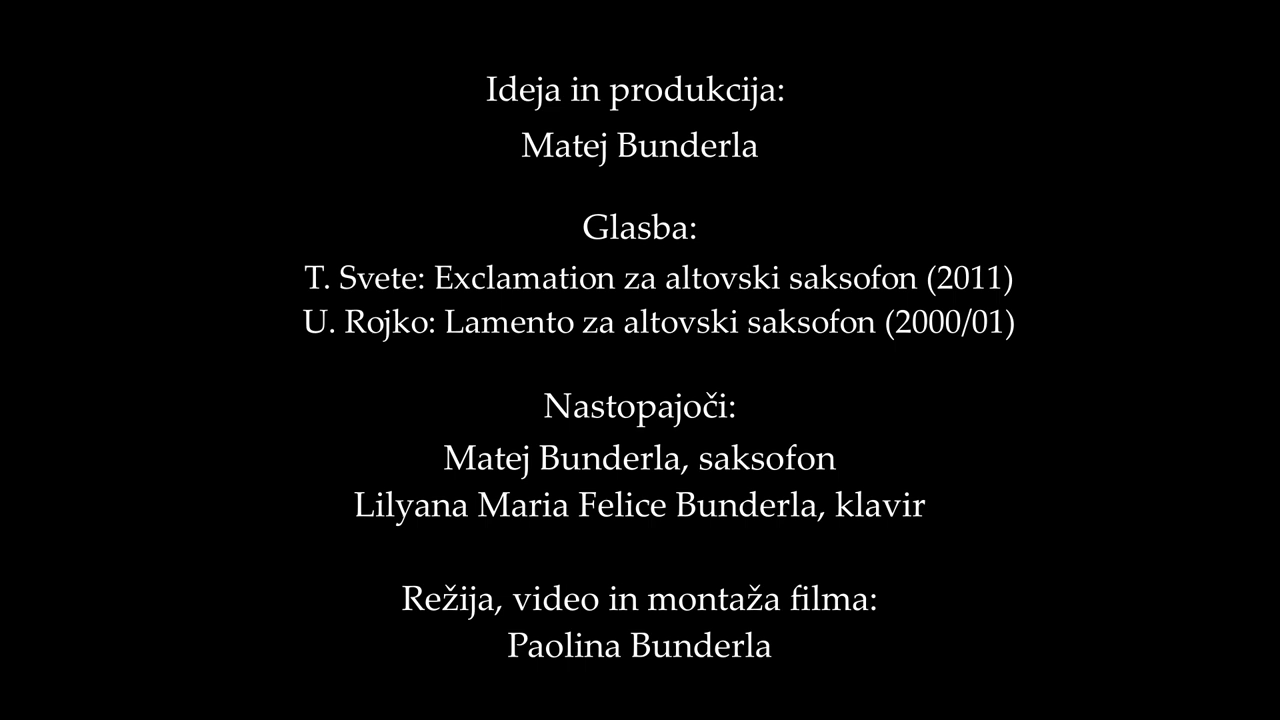 Ideja in produkcija:
Matej Bunderla
Glasba:
T. Svete: Exclamation za altovski saksofon (2011)
U. Rojko: Lamento za altovski saksofon (2000/01)
Nastopajoči:
Matej Bunderla, saksofon
Lilyana Maria Felice Bunderla, klavir
Režija, video in montaža filma:
Paolina Bunderla